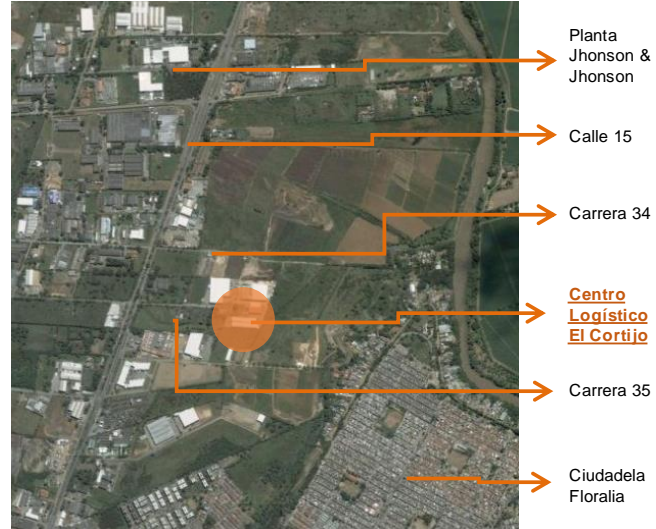 Planta
Jhonson &
Jhonson
Calle 15
Carrera 34
Centro
Logístico
El Cortijo
Carrera 35
Ciudadela
Floralia